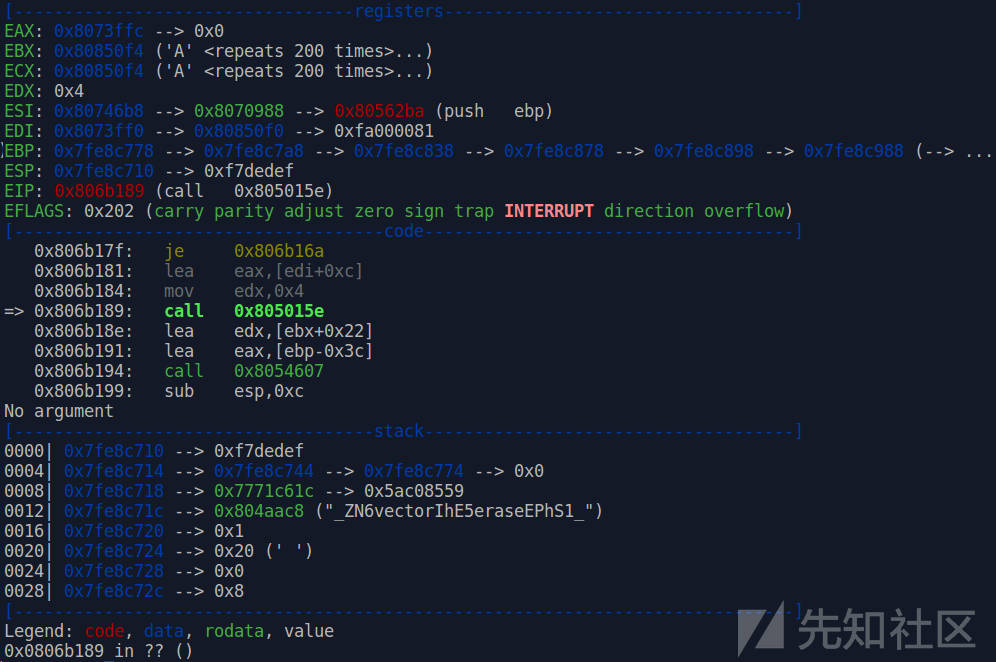 [----------------------------------registers-----------------------------------]
EAX: 0x8073ffc --> 0x0
EBX: 0x80850f4 ('A' <repeats 200 times>...)
ECX: 0x80850f4 ('A' <repeats 200 times>...)
EDX: 0x4
ESI: 0x80746b8 --> 0x8070988 --> 0x80562ba (push   ebp)
EDI: 0x8073ff0 --> 0x80850f0 --> 0xfa000081
EBP: 0x7fe8c778 --> 0x7fe8c7a8 --> 0x7fe8c838 --> 0x7fe8c878 --> 0x7fe8c898 --> 0x7fe8c988 (--> ...
ESP: 0x7fe8c710 --> 0xf7dedef
EIP: 0x806b189 (call   0x805015e)
EFLAGS: 0x202 (carry parity adjust zero sign trap INTERRUPT direction overflow)
[-------------------------------------code-------------------------------------]
   0x806b17f:	je     0x806b16a
   0x806b181:	lea    eax,[edi+0xc]
   0x806b184:	mov    edx,0x4
=> 0x806b189:	call   0x805015e
   0x806b18e:	lea    edx,[ebx+0x22]
   0x806b191:	lea    eax,[ebp-0x3c]
   0x806b194:	call   0x8054607
   0x806b199:	sub    esp,0xc
No argument
[------------------------------------stack-------------------------------------]
0000| 0x7fe8c710 --> 0xf7dedef
0004| 0x7fe8c714 --> 0x7fe8c744 --> 0x7fe8c774 --> 0x0
0008| 0x7fe8c718 --> 0x7771c61c --> 0x5ac08559
0012| 0x7fe8c71c --> 0x804aac8 ("_ZN6vectorIhE5eraseEPhS1_")
0016| 0x7fe8c720 --> 0x1
0020| 0x7fe8c724 --> 0x20 (' ')
0024| 0x7fe8c728 --> 0x0
0028| 0x7fe8c72c --> 0x8
[------------------------------------------------------------------------------]
Legend: code, data, rodata, value
0x0806b189 in ?? ()
先知社区